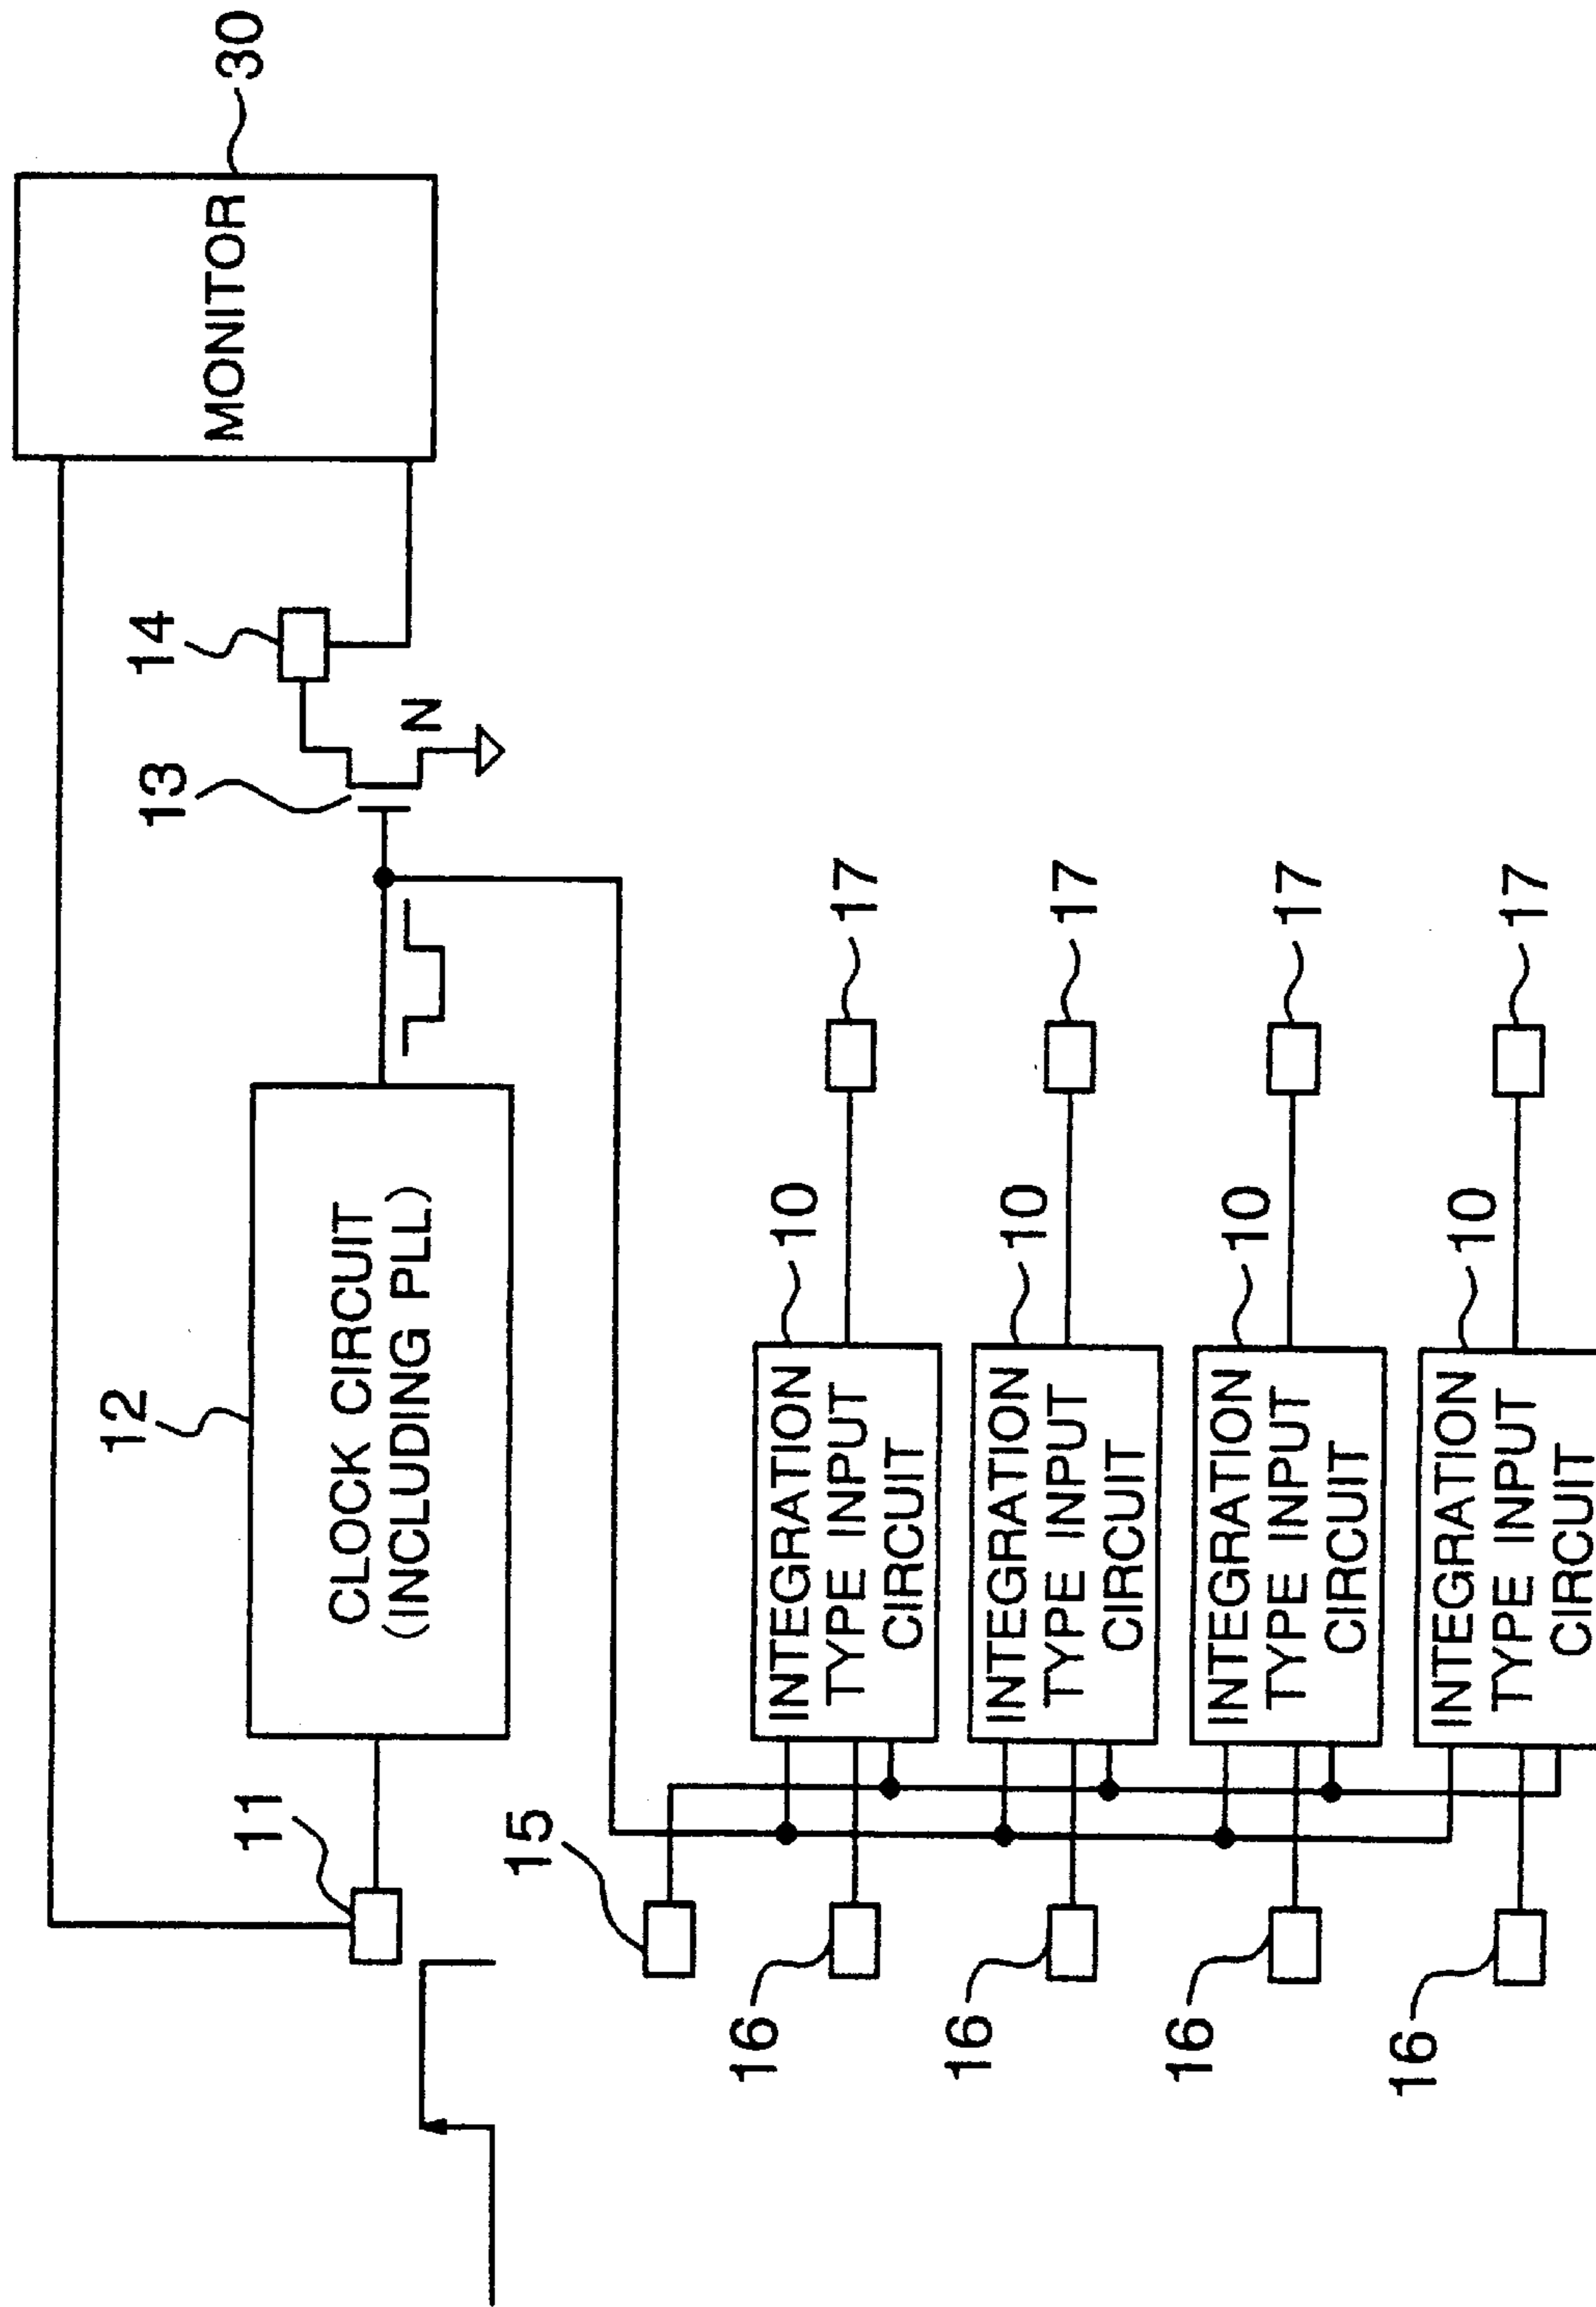 MONITOR
30
14
13
N
12
CLOCK CIRCUIT
(INCLUDING PLL)
11
15
16
INTEGRATION
TYPE INPUT
CIRCUIT
10
17
16
INTEGRATION
TYPE INPUT
CIRCUIT
10
17
16
INTEGRATION
TYPE INPUT
CIRCUIT
10
17
16
INTEGRATION
TYPE INPUT
CIRCUIT
10
17